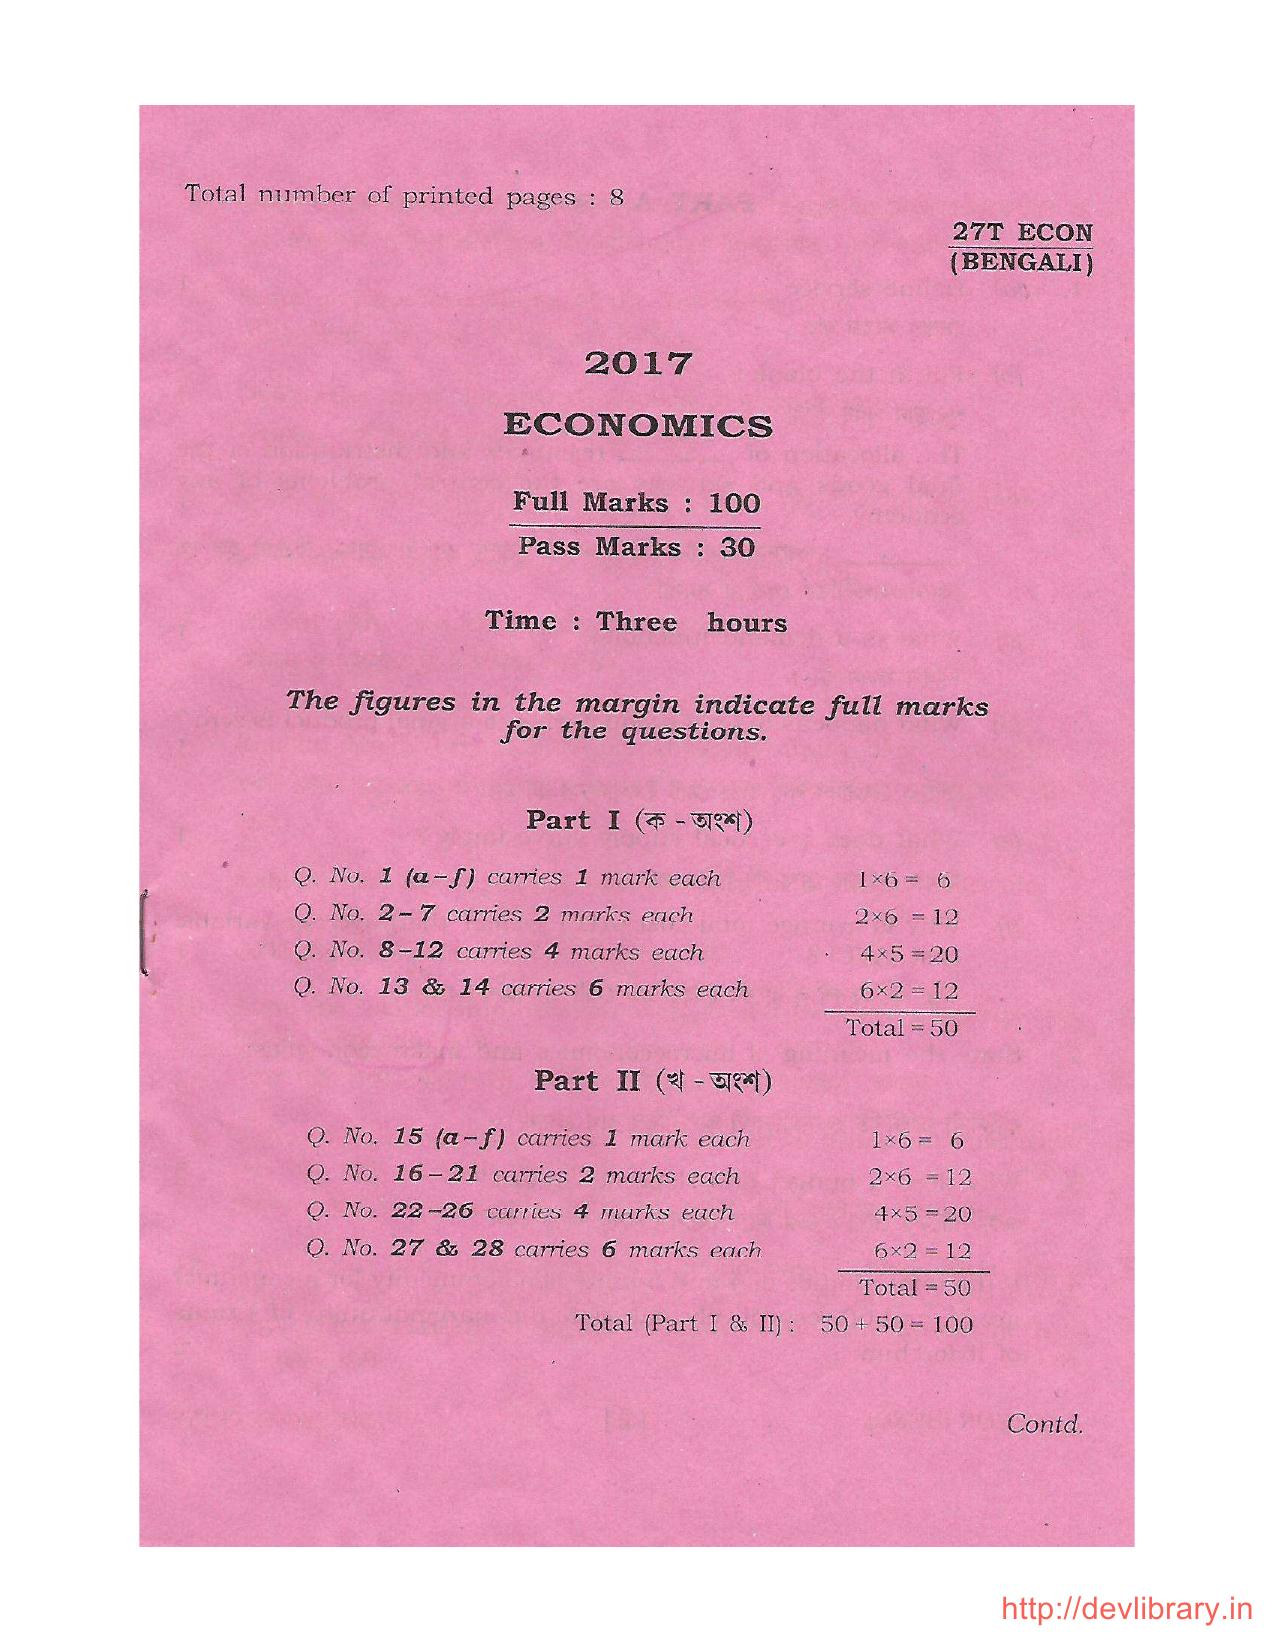 Total number of printed pages : 8
27T ECON
(BENGALI)
2017
ECONOMICS
Full Marks : 100
Pass Marks : 30
Time : Three hours
The figures in the margin indicate full marks
for the questions.
Part I (ক - অংশ)
Q. No. 1 (a–f) carries 1 mark each 1×6 = 6
Q. No. 2–7 carries 2 marks each 2×6 = 12
Q. No. 8–12 carries 4 marks each 4×5 = 20
Q. No. 13 & 14 carries 6 marks each 6×2 = 12
Total = 50
Part II (খ - অংশ)
Q. No. 15 (a–f) carries 1 mark each 1×6 = 6
Q. No. 16–21 carries 2 marks each 2×6 = 12
Q. No. 22–26 carries 4 marks each 4×5 = 20
Q. No. 27 & 28 carries 6 marks each 6×2 = 12
Total = 50
Total (Part I & II) : 50 + 50 = 100
Contd.
http://devlibrary.in